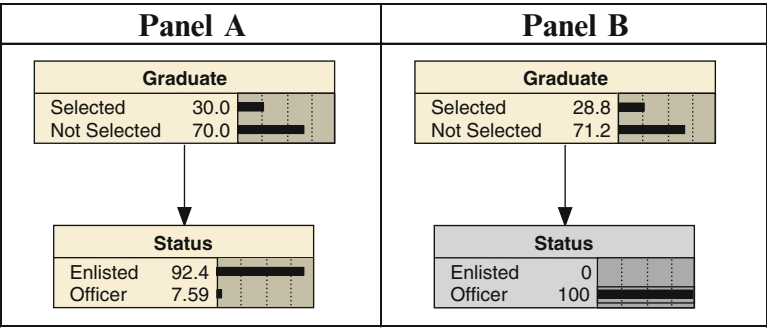 Panel A
Panel B
Graduate
Selected 30.0
Not Selected 70.0
Status
Enlisted 92.4
Officer 7.59
Graduate
Selected 28.8
Not Selected 71.2
Status
Enlisted 0
Officer 100